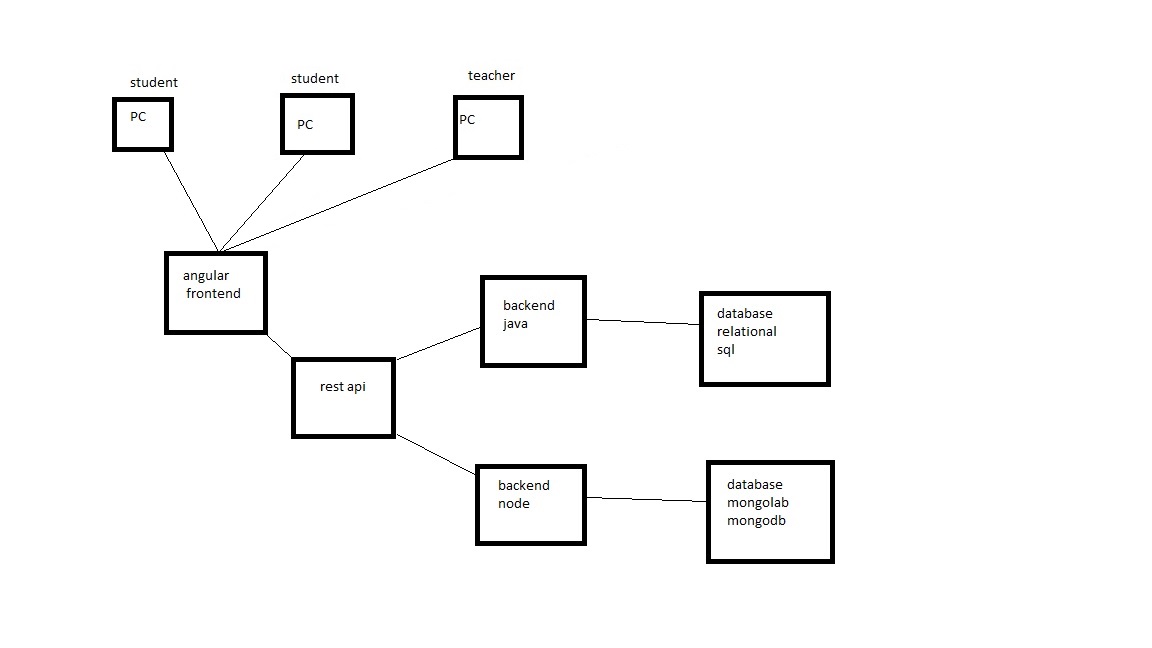 student
student
teacher
PC
PC
PC
angular
frontend
rest api
backend
java
database
relational
sql
backend
node
database
mongolab
mongodb